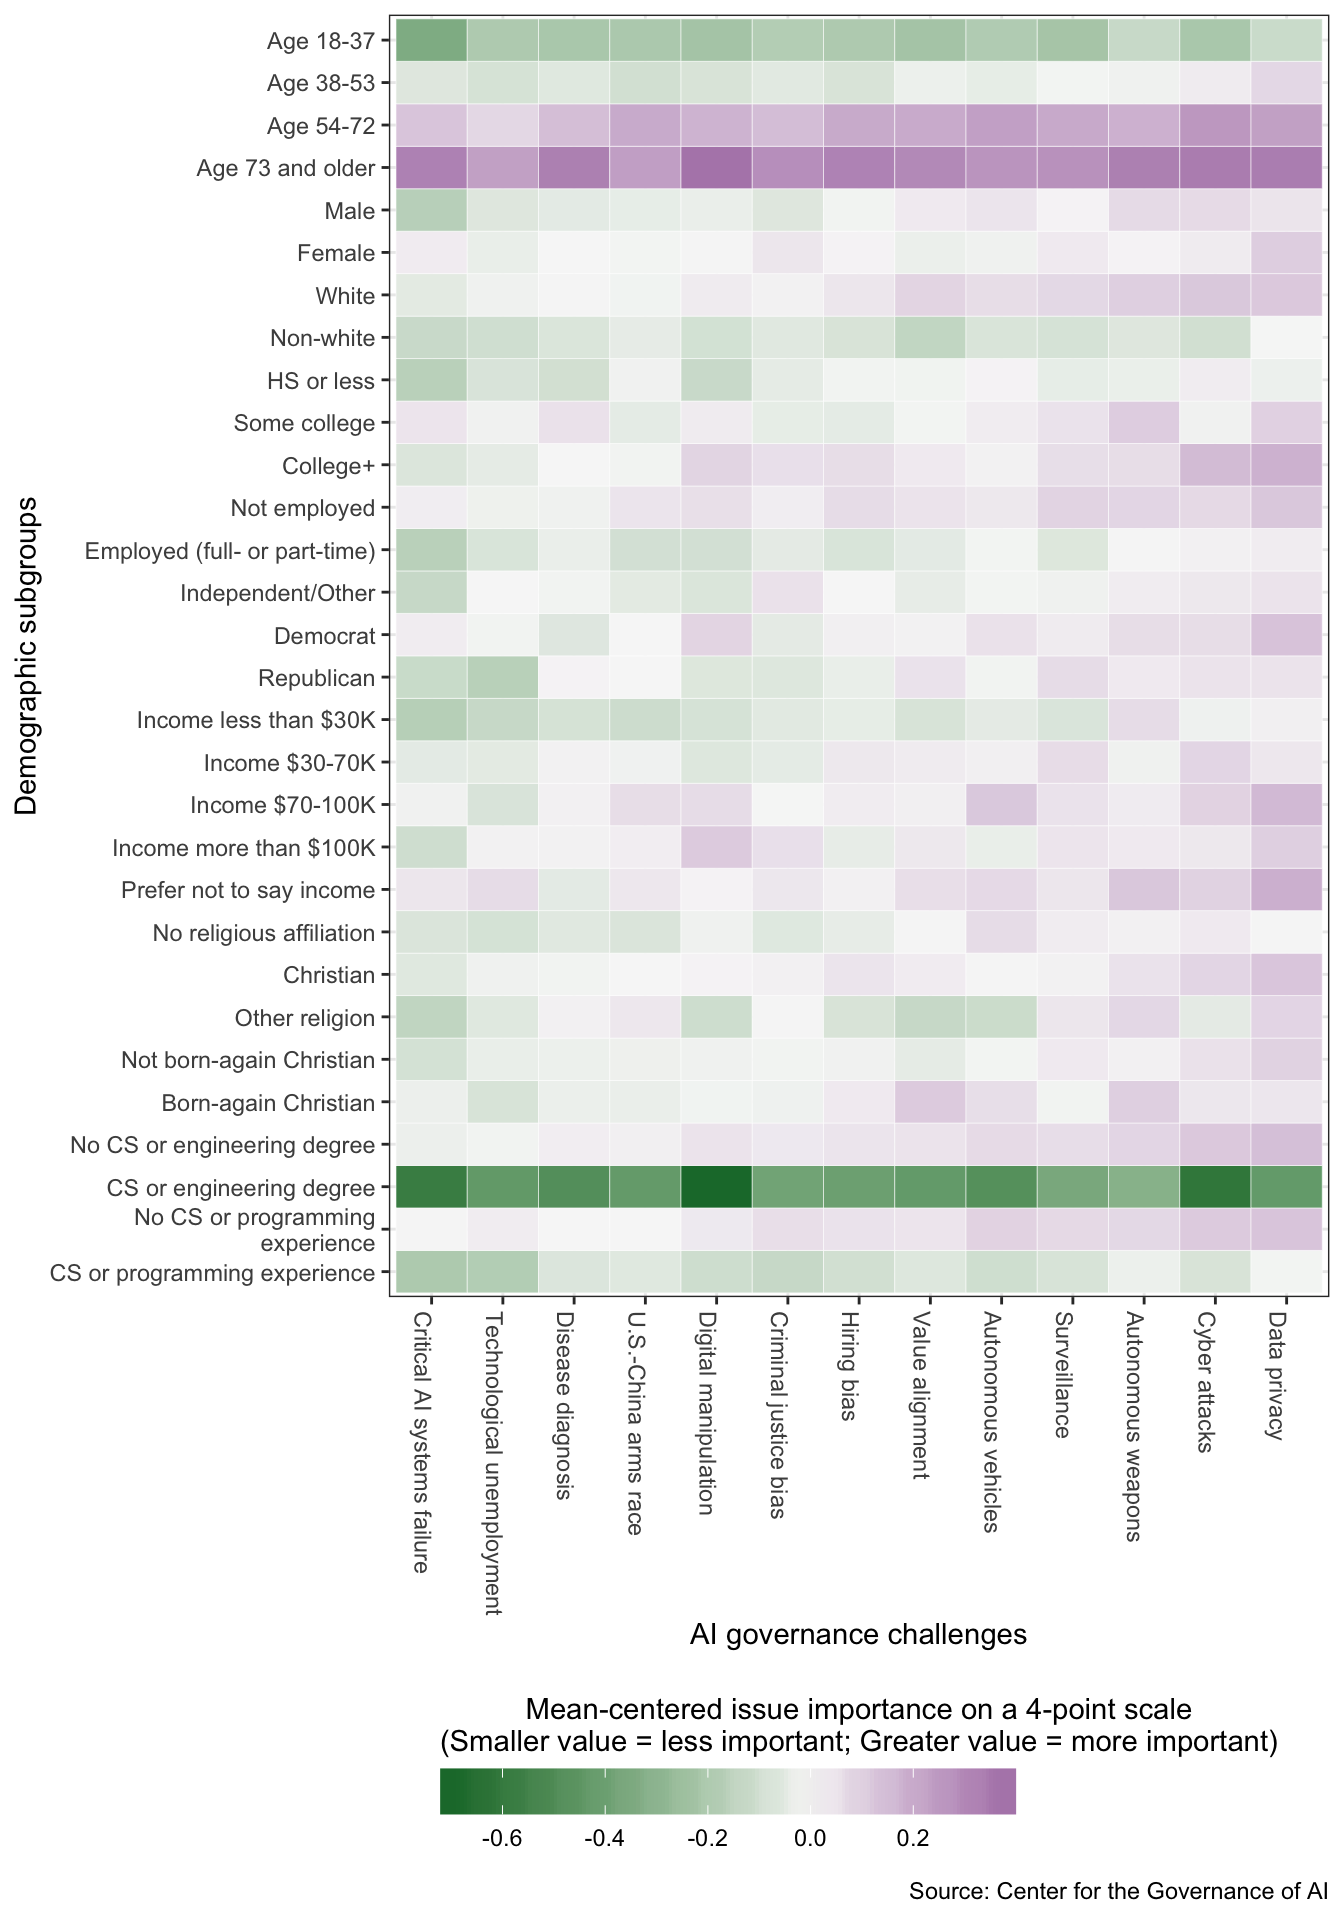 Demographic subgroups
Age 18-37
Age 38-53
Age 54-72
Age 73 and older
Male
Female
White
Non-white
HS or less
Some college
College+
Not employed
Employed (full- or part-time)
Independent/Other
Democrat
Republican
Income less than $30K
Income $30-70K
Income $70-100K
Income more than $100K
Prefer not to say income
No religious affiliation
Christian
Other religion
Not born-again Christian
Born-again Christian
No CS or engineering degree
CS or engineering degree
No CS or programming
experience
CS or programming experience
Critical AI systems failure
Technological unemployment
Disease diagnosis
U.S.-China arms race
Digital manipulation
Criminal justice bias
Hiring bias
Value alignment
Autonomous vehicles
Surveillance
Autonomous weapons
Cyber attacks
Data privacy
AI governance challenges
Mean-centered issue importance on a 4-point scale
(Smaller value = less important; Greater value = more important)
-0.6 -0.4 -0.2 0.0 0.2
Source: Center for the Governance of AI